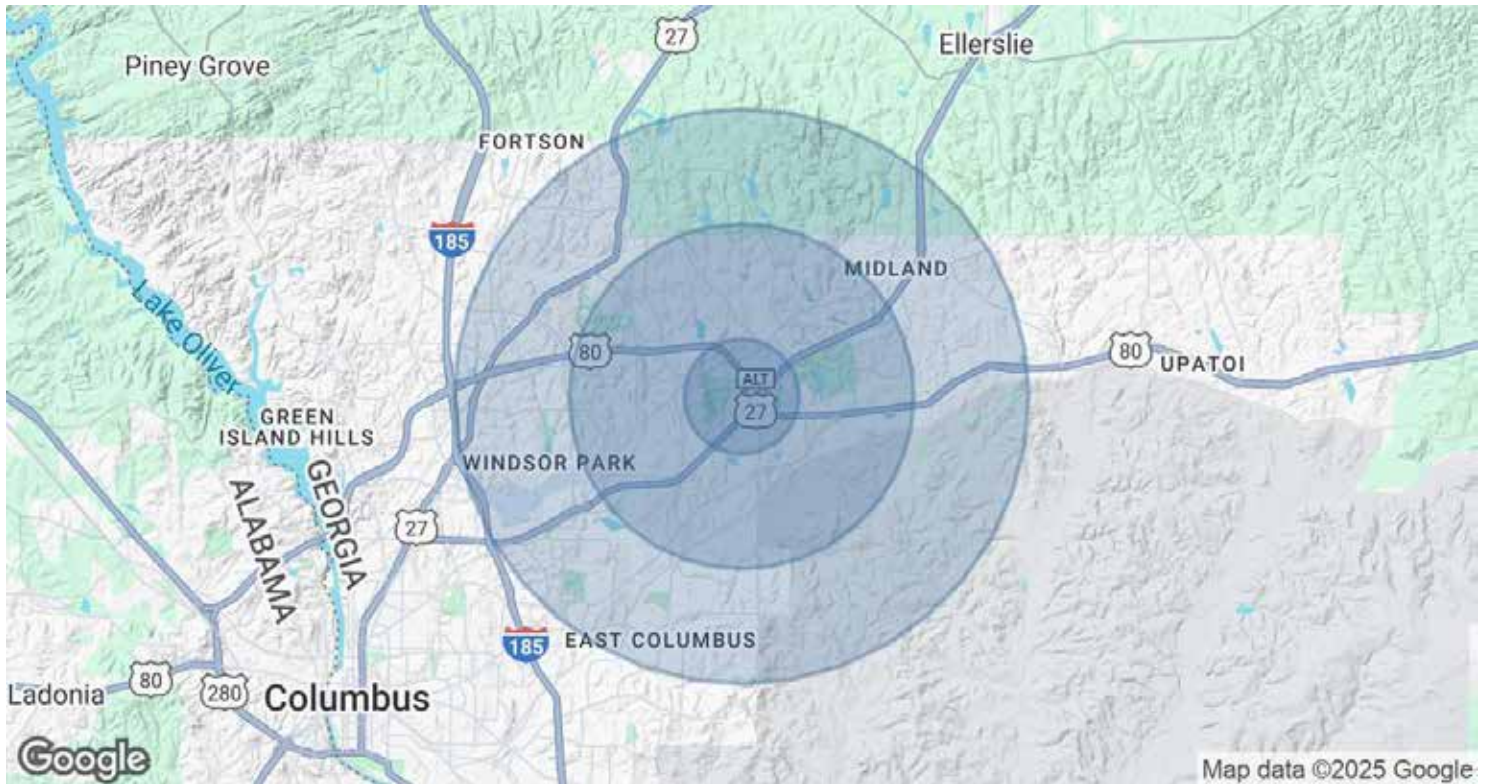 27
Ellerslie
Piney Grove
FORTSON
185
MIDLAND
Lake Oliver
80
80
UPATOI
ALT
27
GREEN
ISLAND HILLS
WINDSOR PARK
GEORGIA
ALABAMA
27
185
EAST COLUMBUS
Ladonia
80
280
Columbus
Google
Map data ©2025 Google